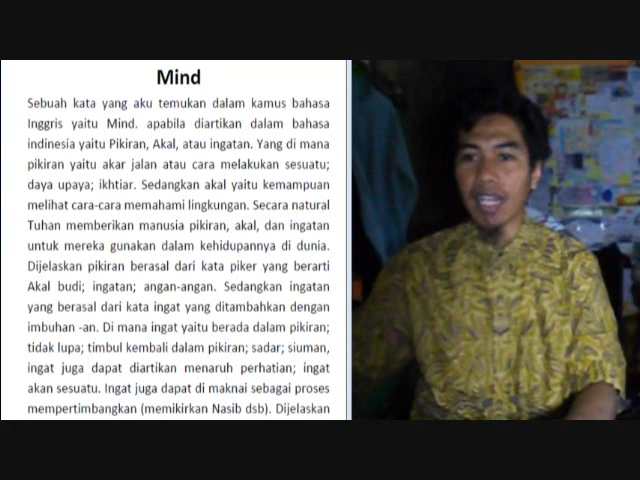 Mind
Sebuah kata yang aku temukan dalam kamus bahasa
Inggris yaitu Mind. apabila diartikan dalam bahasa
indinesia yaitu Pikiran, Akal, atau ingatan. Yang di mana
pikiran yaitu akar jalan atau cara melakukan sesuatu;
daya upaya; ikhtiar. Sedangkan akal yaitu kemampuan
melihat cara-cara memahami lingkungan. Secara natural
Tuhan memberikan manusia pikiran, akal, dan ingatan
untuk mereka gunakan dalam kehidupannya di dunia.
Dijelaskan pikiran berasal dari kata piker yang berarti
Akal budi; ingatan; angan-angan. Sedangkan ingatan
yang berasal dari kata ingat yang ditambahkan dengan
imbuhan -an. Di mana ingat yaitu berada dalam pikiran;
tidak lupa; timbul kembali dalam pikiran; sadar; siuman,
ingat juga dapat diartikan menaruh perhatian; ingat
akan sesuatu. Ingat juga dapat di maknai sebagai proses
mempertimbangkan (memikirkan Nasib dsb). Dijelaskan